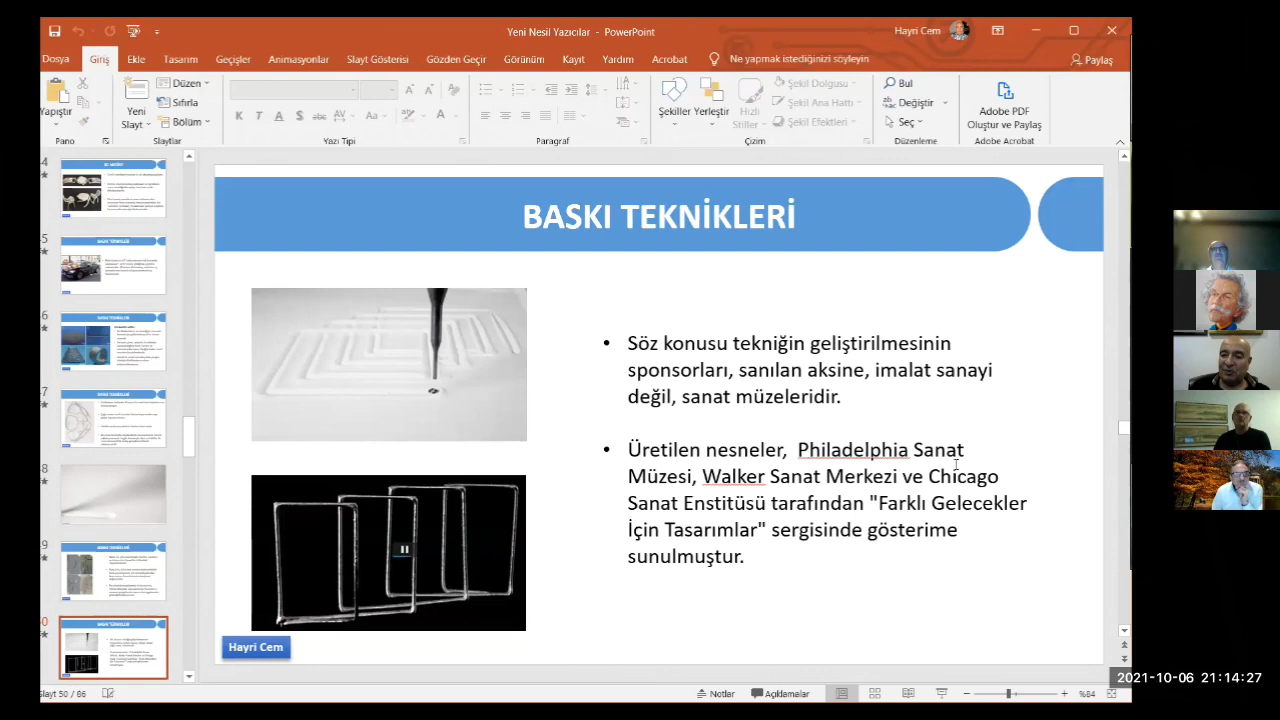 Yeni Nesil Yazıcılar - PowerPoint
Hayri Cem
Dosya Giriş Ekle Tasarım Geçişler Animasyonlar Slayt Gösterisi Gözden Geçir Görünüm Kayıt Yardım Acrobat Ne yapmak istediğinizi söyleyin Paylaş
Yapıştır
Yeni Slayt
Düzen
Sıfırla
Bölüm
Şekiller
Yerleştir
Hızlı Stiller
Şekil Dolgusu
Şekil Ana Hattı
Şekil Efektleri
Bul
Değiştir
Seç
Adobe PDF
Oluştur ve Paylaş
Pano Slaytlar Yazı Tipi Paragraf Çizim Düzenleme Adobe Acrobat
BASKI TEKNİKLERİ
• Söz konusu tekniğin geliştirilmesinin
sponsorları, sanılan aksine, imalat sanayi
değil, sanat müzeleridir.
• Üretilen nesneler, Philadelphia Sanat
Müzesi, Walker Sanat Merkezi ve Chicago
Sanat Enstitüsü tarafından "Farklı Gelecekler
İçin Tasarımlar" sergisinde gösterime
sunulmuştur.
Hayri Cem
Slayt 50 / 86
Notlar Açıklamalar %84
2021-10-06 21:14:27